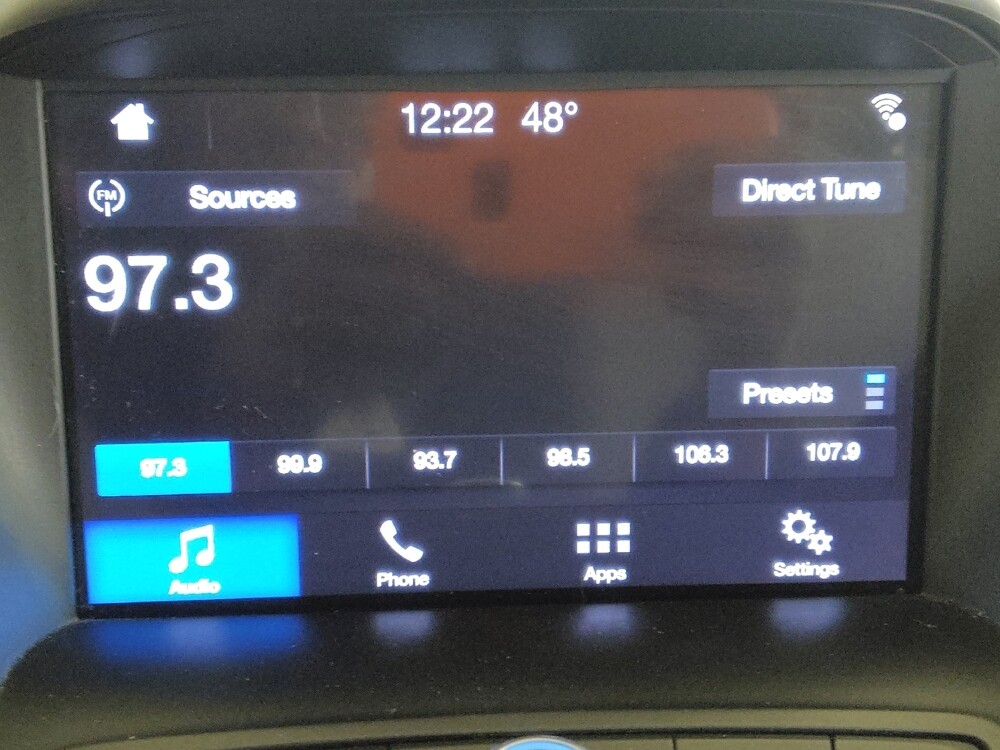 12:22 48°
FM Sources Direct Tune
97.3
Presets
97.3 99.9 93.7 98.5 106.3 107.9
Audio Phone Apps Settings